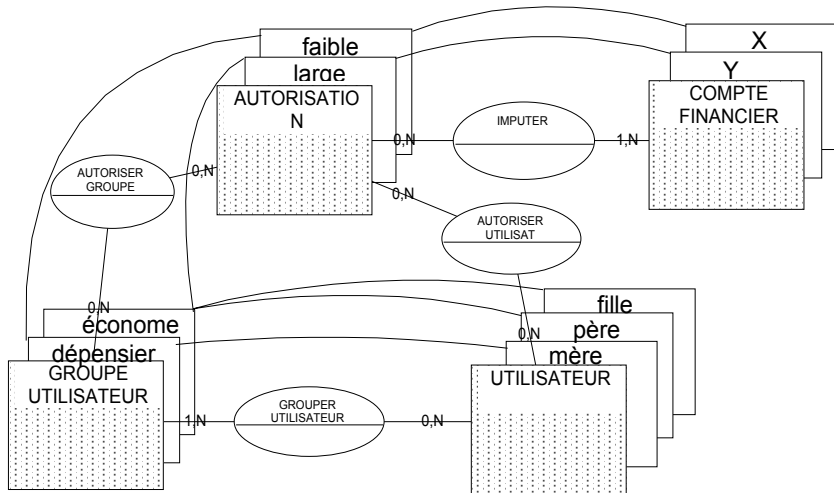 faible
large
AUTORISATIO
N
X
Y
COMPTE
FINANCIER
IMPUTER
0,N
1,N
AUTORISER
GROUPE
0,N
0,N
AUTORISER
UTILISAT
0,N
économe
dépensier
GROUPE
UTILISATEUR
fille
père
0,N
mère
UTILISATEUR
GROUPER
UTILISATEUR
1,N
0,N